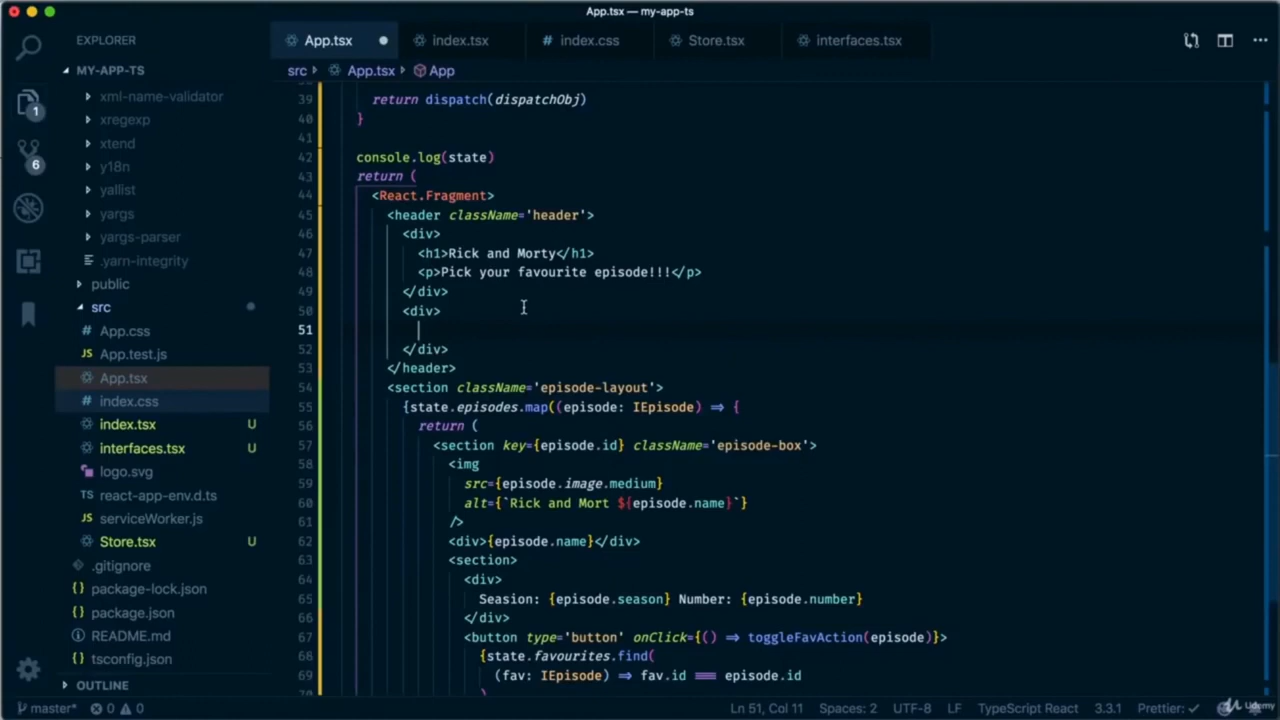 App.tsx — my-app-ts
EXPLORER
App.tsx
index.tsx
index.css
Store.tsx
interfaces.tsx
MY-APP-TS
src
App.tsx
App
xml-name-validator
xregexp
xtend
y18n
yallist
yargs
yargs-parser
.yarn-integrity
public
src
App.css
JS App.test.js
App.tsx
# index.css
index.tsx U
interfaces.tsx U
logo.svg
TS react-app-env.d.ts
JS serviceWorker.js
Store.tsx U
.gitignore
{} package-lock.json
{} package.json
README.md
tsconfig.json
OUTLINE
1
6
39 return dispatch(dispatchObj)
40 }
41
42 console.log(state)
43 return (
44 <React.Fragment>
45 <header className='header'>
46 <div>
47 <h1>Rick and Morty</h1>
48 <p>Pick your favourite episode!!!</p>
49 </div>
50 <div>
51
52 </div>
53 </header>
54 <section className='episode-layout'>
55 {state.episodes.map((episode: IEpisode) => {
56 return (
57 <section key={episode.id} className='episode-box'>
58 <img
59 src={episode.image.medium}
60 alt={`Rick and Mort ${episode.name}`}
61 />
62 <div>{episode.name}</div>
63 <section>
64 <div>
65 Seasion: {episode.season} Number: {episode.number}
66 </div>
67 <button type='button' onClick={() => toggleFavAction(episode)}>
68 {state.favourites.find(
69 (fav: IEpisode) => fav.id === episode.id
master* 0 0 Ln 51, Col 11 Spaces: 2 UTF-8 LF TypeScript React 3.3.1 Prettier: ✓
Udemy